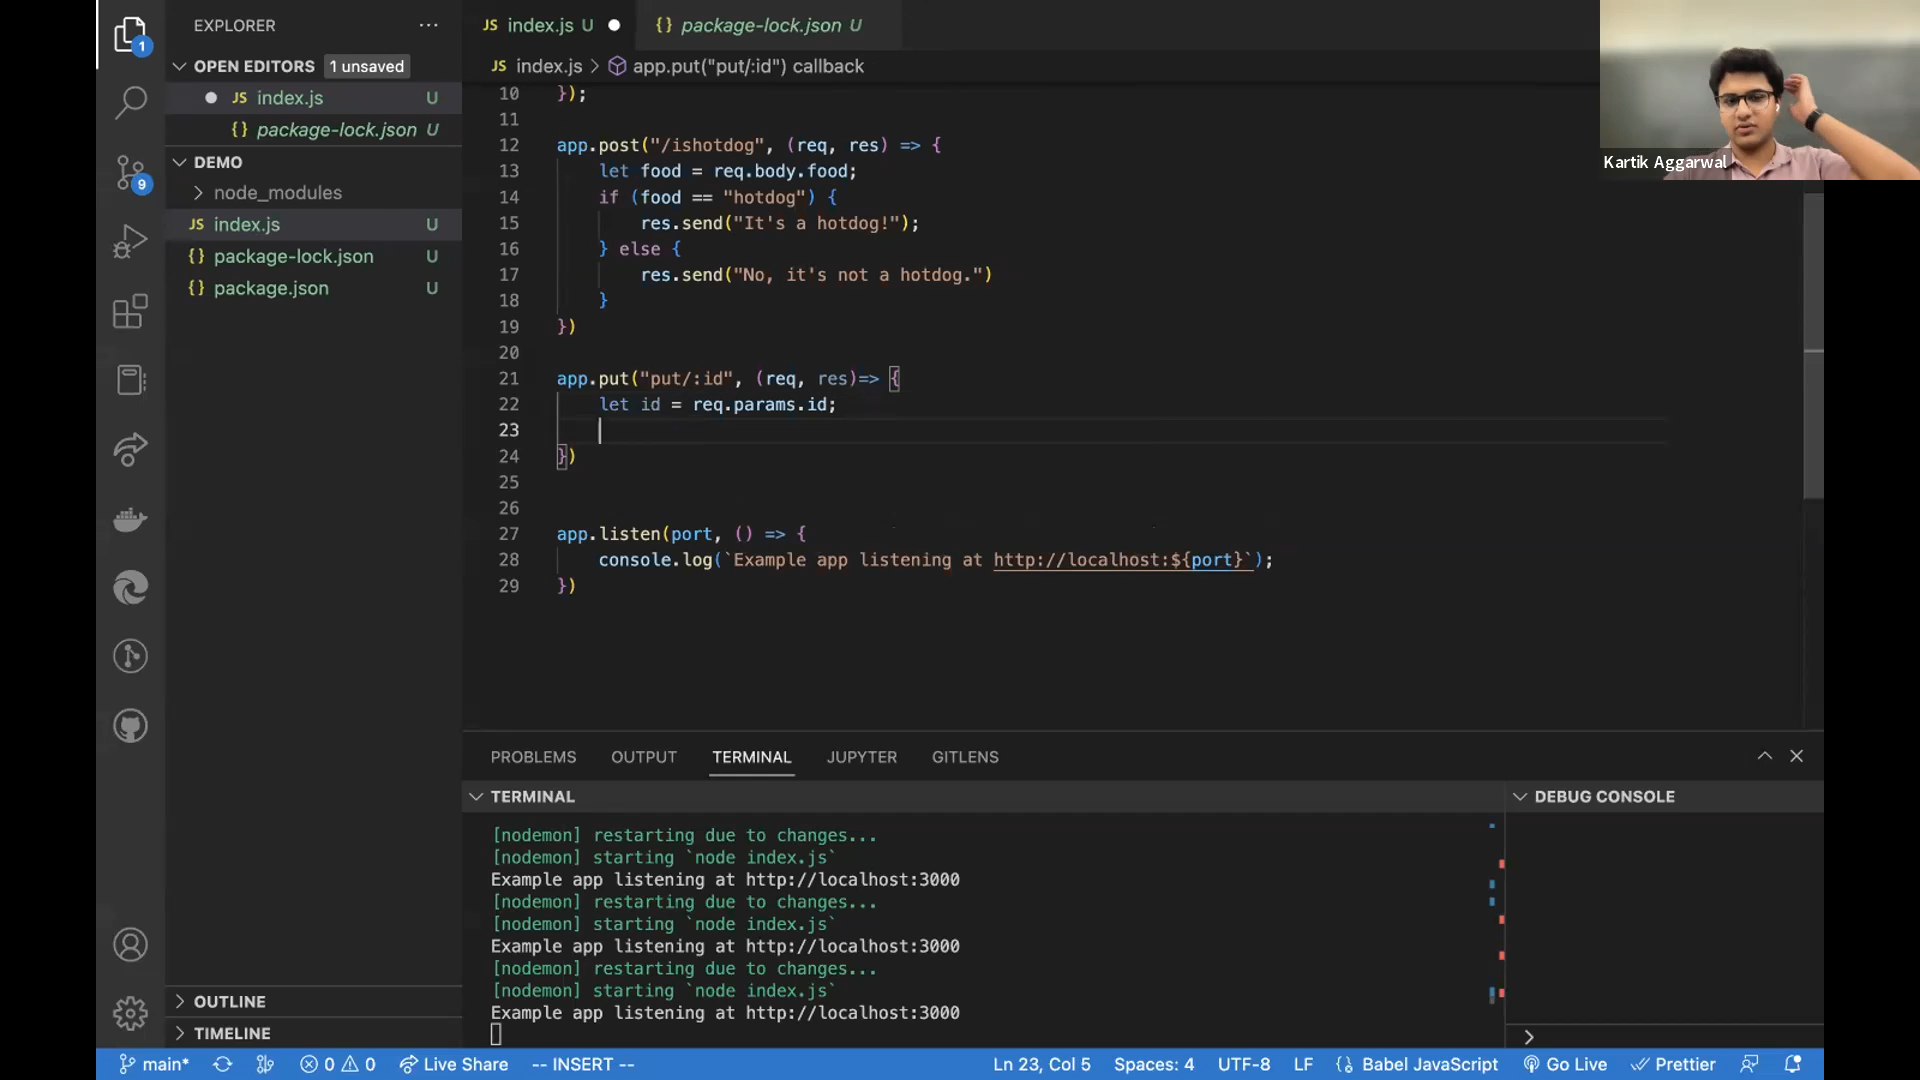 EXPLORER
OPEN EDITORS 1 unsaved
JS index.js U
{} package-lock.json U
DEMO
node_modules
JS index.js U
{} package-lock.json U
{} package.json U
OUTLINE
TIMELINE
1
9
JS index.js U
{} package-lock.json U
JS index.js > app.put("put/:id") callback
10 });
11
12 app.post("/ishotdog", (req, res) => {
13 let food = req.body.food;
14 if (food == "hotdog") {
15 res.send("It's a hotdog!");
16 } else {
17 res.send("No, it's not a hotdog.")
18 }
19 })
20
21 app.put("put/:id", (req, res)=> {
22 let id = req.params.id;
23
24 })
25
26
27 app.listen(port, () => {
28 console.log(`Example app listening at http://localhost:${port}`);
29 })
Kartik Aggarwal
PROBLEMS OUTPUT TERMINAL JUPYTER GITLENS
TERMINAL
[nodemon] restarting due to changes...
[nodemon] starting `node index.js`
Example app listening at http://localhost:3000
[nodemon] restarting due to changes...
[nodemon] starting `node index.js`
Example app listening at http://localhost:3000
[nodemon] restarting due to changes...
[nodemon] starting `node index.js`
Example app listening at http://localhost:3000
DEBUG CONSOLE
main* 0 0 Live Share -- INSERT -- Ln 23, Col 5 Spaces: 4 UTF-8 LF {} Babel JavaScript Go Live Prettier